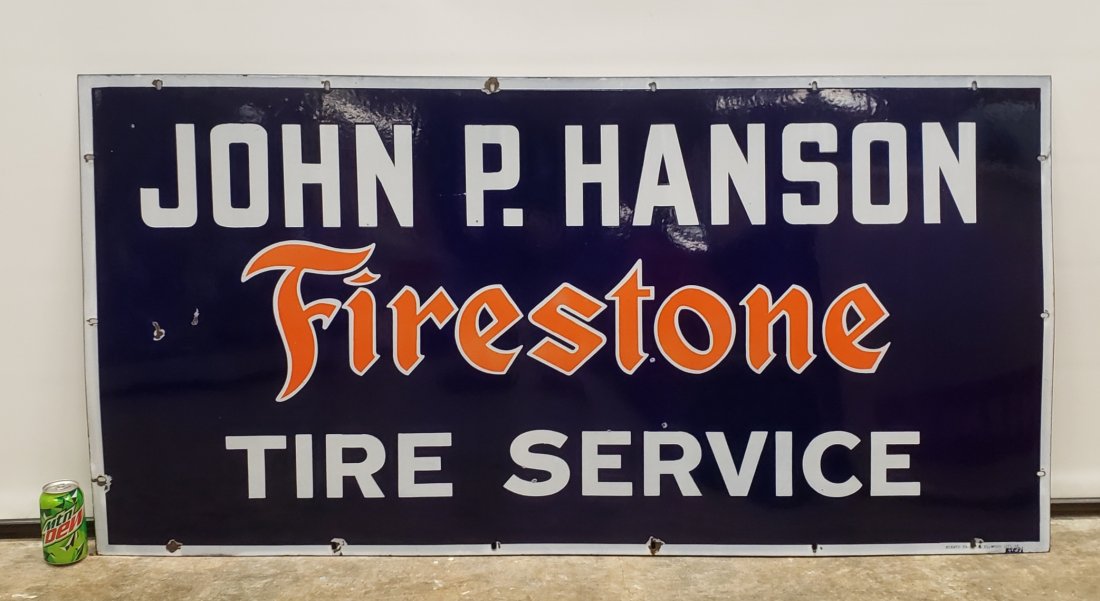 JOHN P. HANSON
Firestone
TIRE SERVICE
mtn
DEW